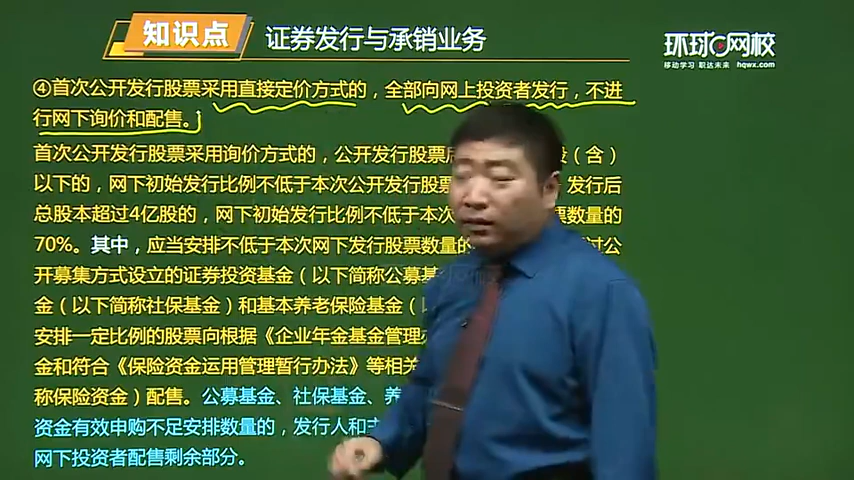 知识点
证券发行与承销业务
环球网校
移动学习 职达未来 hqwx.com
④首次公开发行股票采用直接定价方式的，全部向网上投资者发行，不进
行网下询价和配售。
首次公开发行股票采用询价方式的，公开发行股票 （含）
以下的，网下初始发行比例不低于本次公开发行股票 发行后
总股本超过4亿股的，网下初始发行比例不低于本次 票数量的
70%。其中，应当安排不低于本次网下发行股票数量的 过公
开募集方式设立的证券投资基金（以下简称公募基
金（以下简称社保基金）和基本养老保险基金（
安排一定比例的股票向根据《企业年金基金管理办
金和符合《保险资金运用管理暂行办法》等相关
称保险资金）配售。公募基金、社保基金、养
资金有效申购不足安排数量的，发行人和主
网下投资者配售剩余部分。